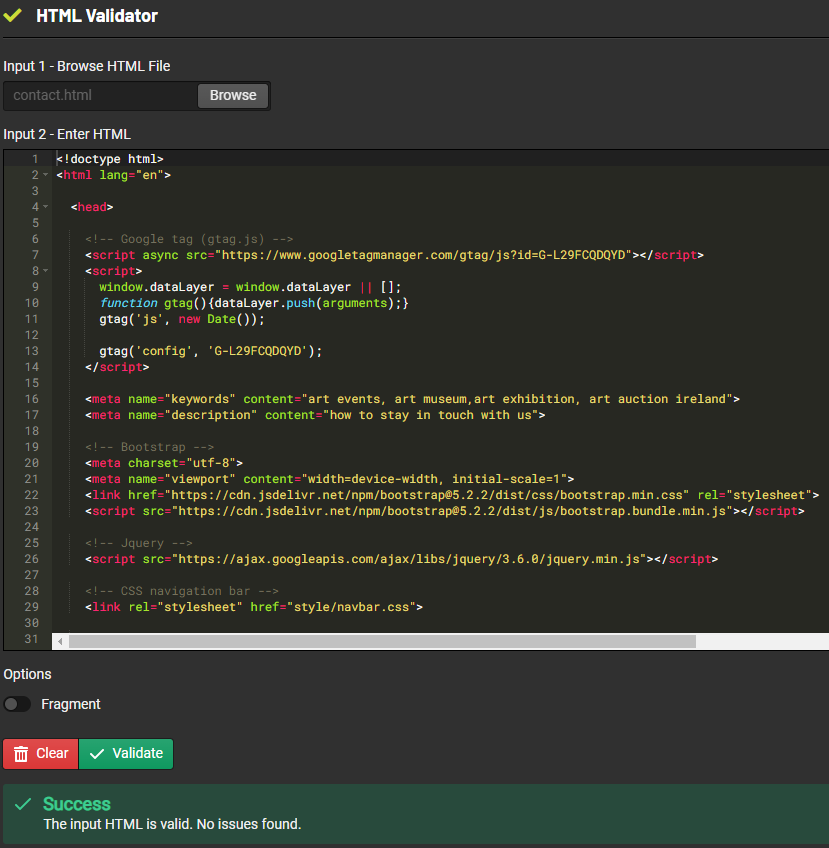 HTML Validator
Input 1 - Browse HTML File
contact.html Browse
Input 2 - Enter HTML
1 <!doctype html>
2 <html lang="en">
3
4 <head>
5
6 <!-- Google tag (gtag.js) -->
7 <script async src="https://www.googletagmanager.com/gtag/js?id=G-L29FCQDQYD"></script>
8 <script>
9 window.dataLayer = window.dataLayer || [];
10 function gtag(){dataLayer.push(arguments);}
11 gtag('js', new Date());
12
13 gtag('config', 'G-L29FCQDQYD');
14 </script>
15
16 <meta name="keywords" content="art events, art museum,art exhibition, art auction ireland">
17 <meta name="description" content="how to stay in touch with us">
18
19 <!-- Bootstrap -->
20 <meta charset="utf-8">
21 <meta name="viewport" content="width=device-width, initial-scale=1">
22 <link href="https://cdn.jsdelivr.net/npm/bootstrap@5.2.2/dist/css/bootstrap.min.css" rel="stylesheet">
23 <script src="https://cdn.jsdelivr.net/npm/bootstrap@5.2.2/dist/js/bootstrap.bundle.min.js"></script>
24
25 <!-- Jquery -->
26 <script src="https://ajax.googleapis.com/ajax/libs/jquery/3.6.0/jquery.min.js"></script>
27
28 <!-- CSS navigation bar -->
29 <link rel="stylesheet" href="style/navbar.css">
30
31
Options
Fragment
Clear Validate
Success
The input HTML is valid. No issues found.